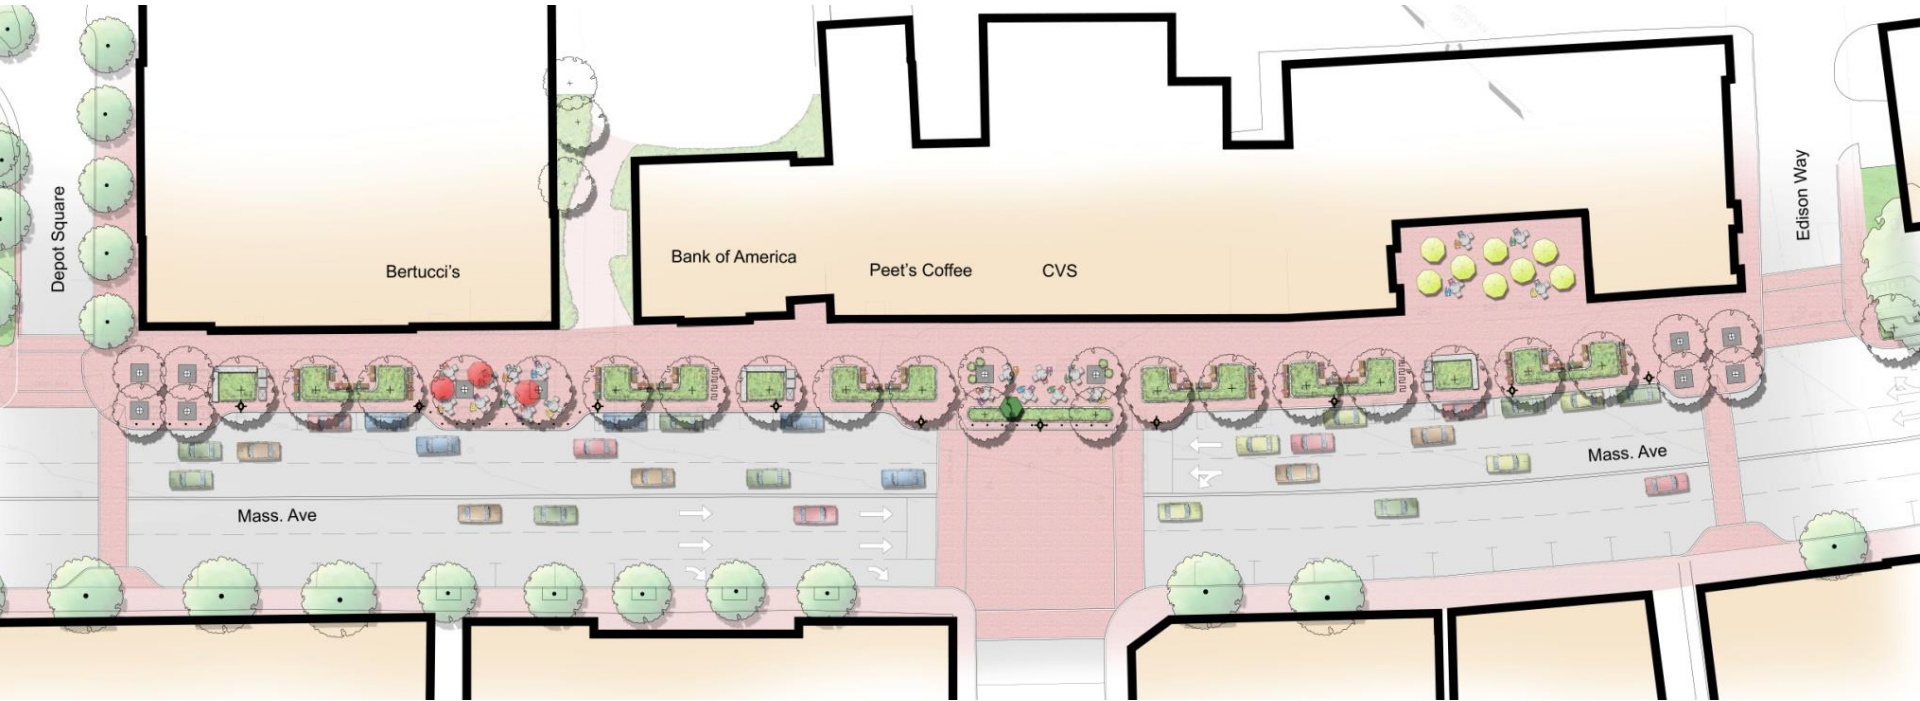 Depot Square
Bertucci's
Bank of America
Peet's Coffee
CVS
Edison Way
Mass. Ave
Mass. Ave